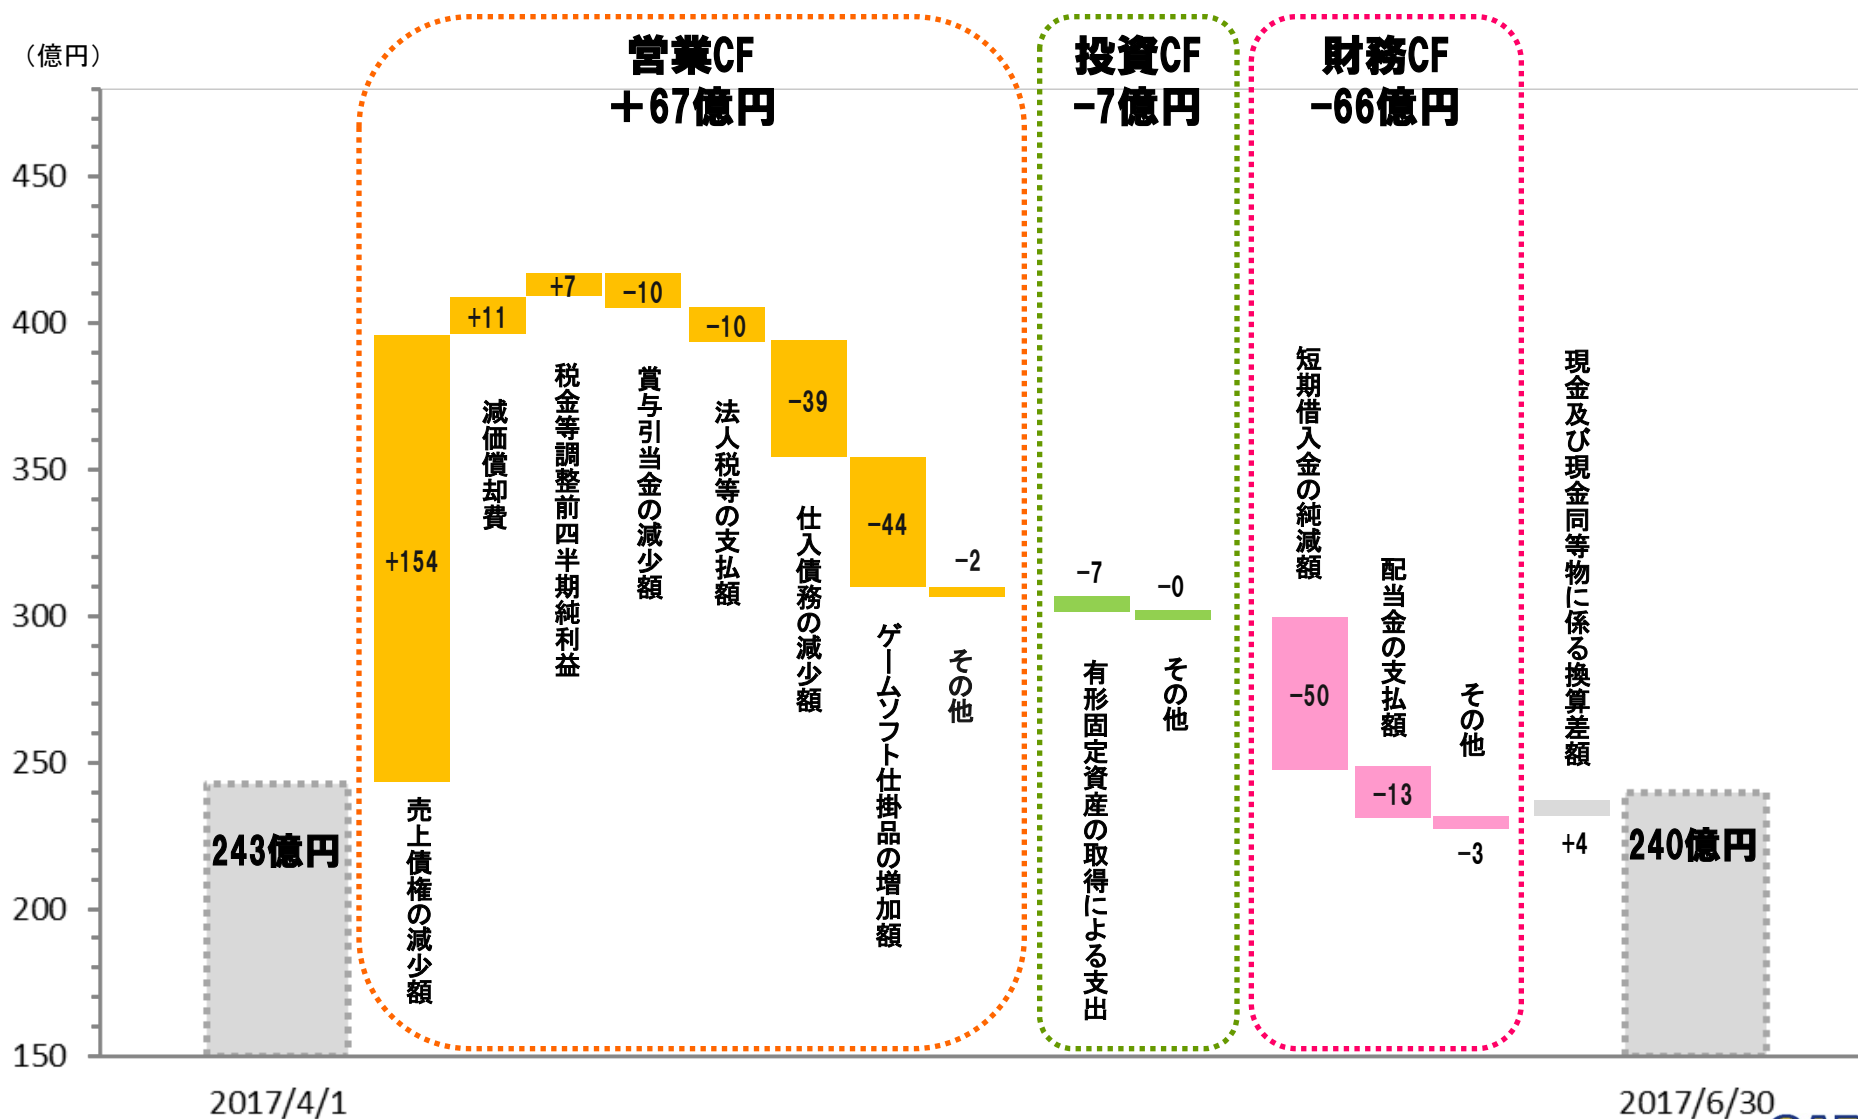 （億円）
営業CF
＋67億円
投資CF
-7億円
財務CF
-66億円
450
400
350
300
250
200
150
243億円
2017/4/1
+154
売上債権の減少額
+11
減価償却費
+7
税金等調整前四半期純利益
-10
賞与引当金の減少額
-10
法人税等の支払額
-39
仕入債務の減少額
-44
ゲームソフト仕掛品の増加額
-2
その他
-7
有形固定資産の取得による支出
-0
その他
-50
短期借入金の純減額
-13
配当金の支払額
-3
その他
+4
現金及び現金同等物に係る換算差額
240億円
2017/6/30